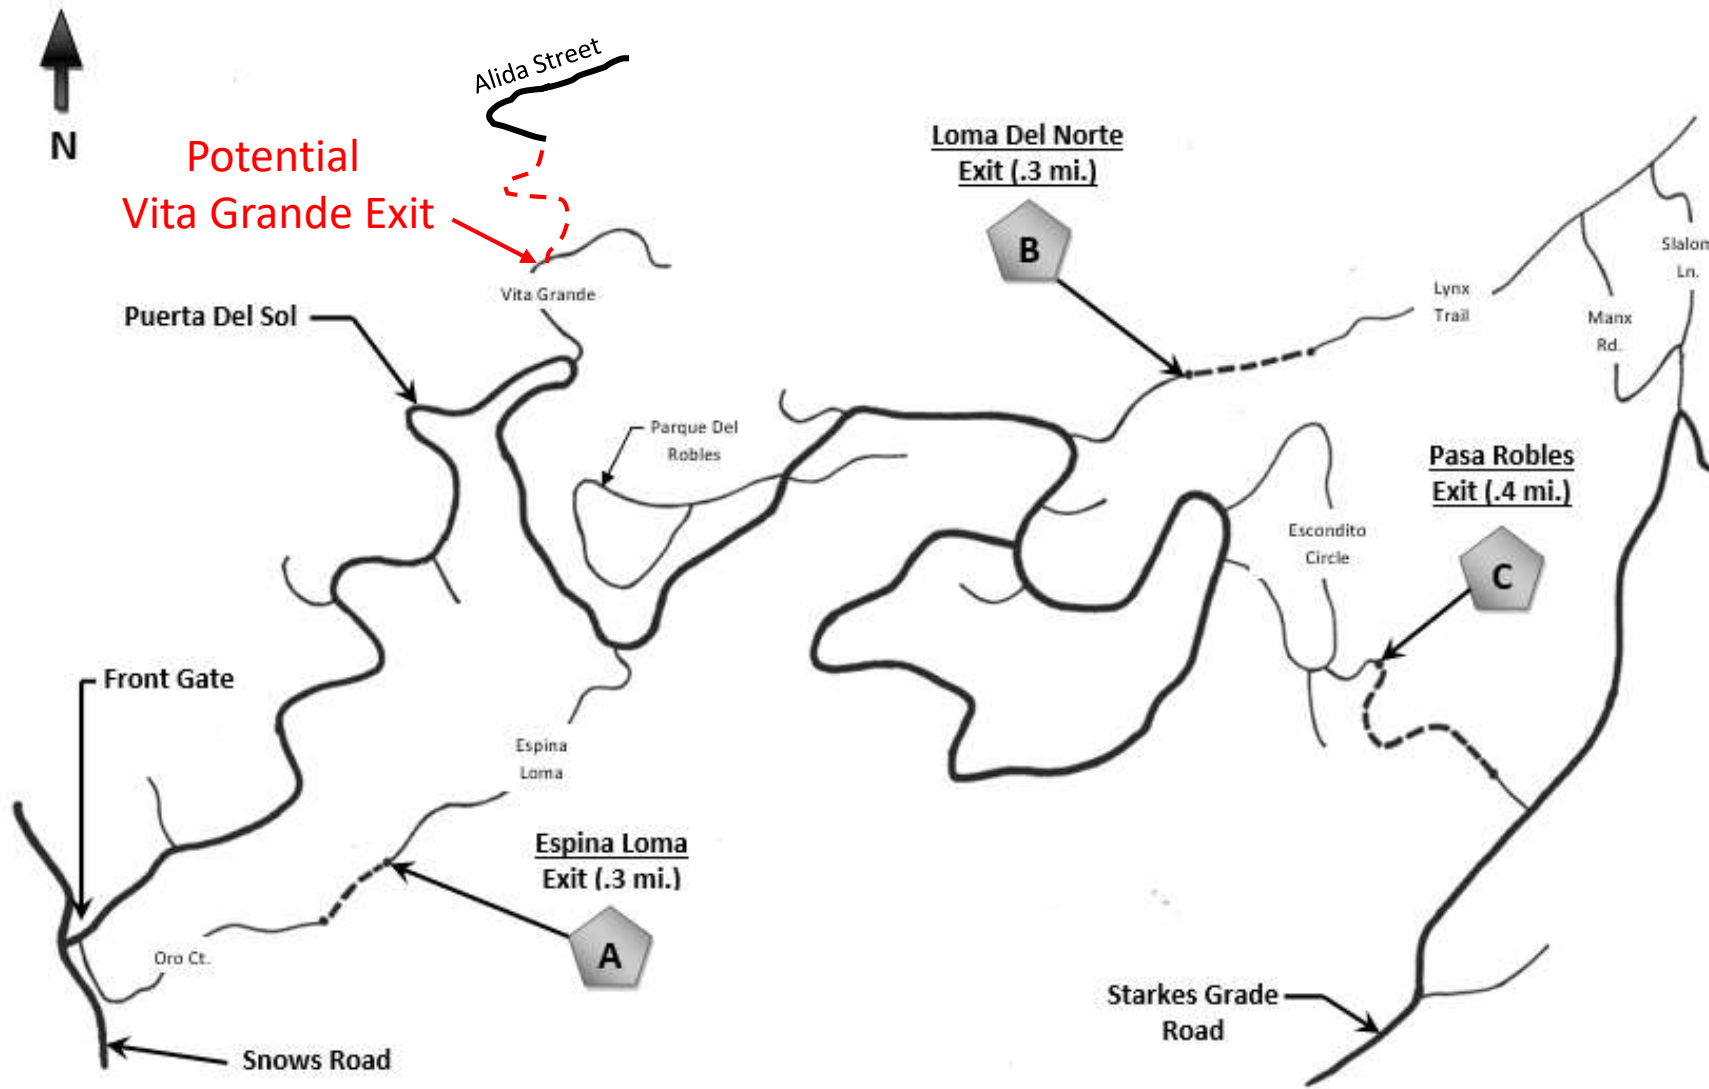 N
Alida Street
Potential
Vita Grande Exit
Vita Grande
Puerta Del Sol
Loma Del Norte
Exit (.3 mi.)
B
Lynx
Trail
Slalom
Ln.
Manx
Rd.
Parque Del
Robles
Pasa Robles
Exit (.4 mi.)
C
Escondito
Circle
Front Gate
Espina
Loma
Espina Loma
Exit (.3 mi.)
A
Oro Ct.
Snows Road
Starkes Grade
Road